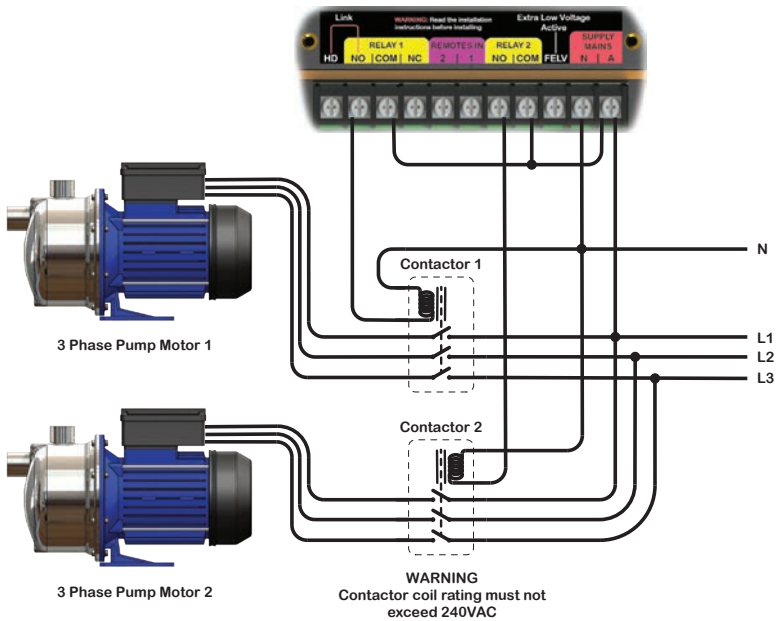 Link
WARNING: Read the installation
instructions before installing
Extra Low Voltage
Active
RELAY 1
REMOTES IN
RELAY 2
SUPPLY
MAINS
HD NO COM NC 2 1 NO COM FELV N A
N
Contactor 1
L1
L2
L3
3 Phase Pump Motor 1
Contactor 2
3 Phase Pump Motor 2
WARNING
Contactor coil rating must not
exceed 240VAC